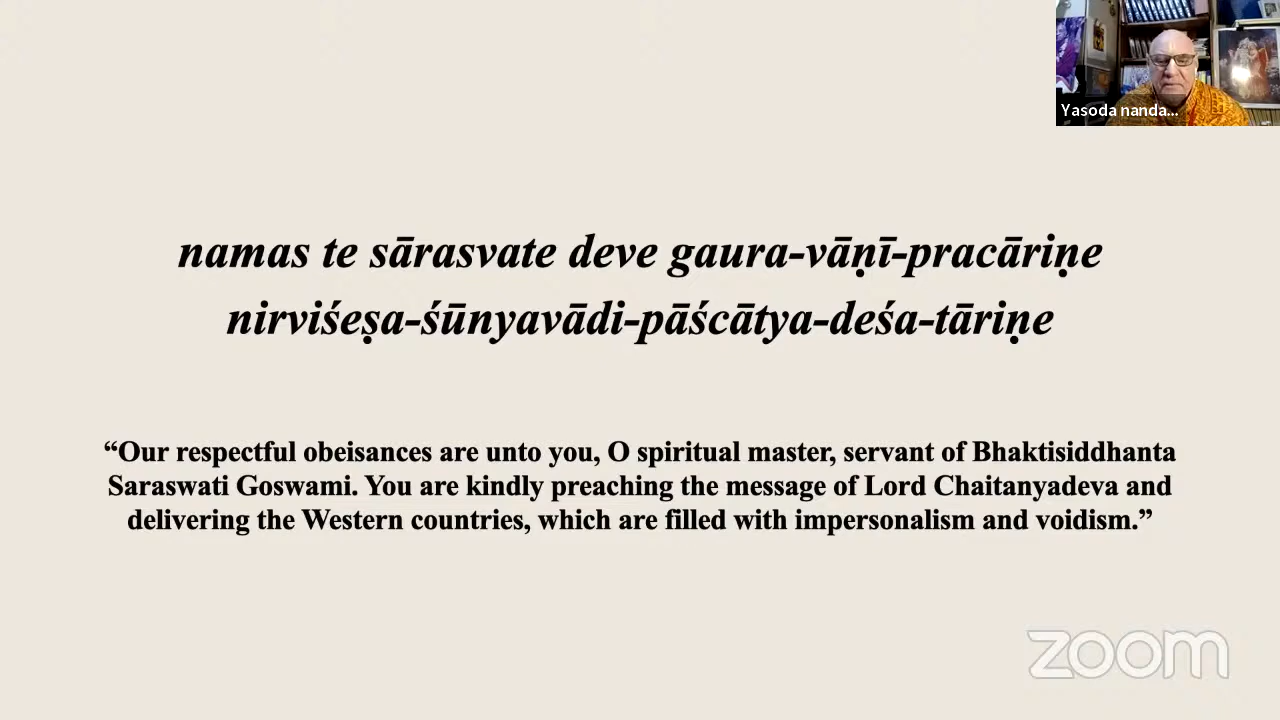 Yasoda nanda...
namas te sārasvate deve gaura-vāṇī-pracāriṇe
nirviśeṣa-śūnyavādi-pāścātya-deśa-tāriṇe
“Our respectful obeisances are unto you, O spiritual master, servant of Bhaktisiddhanta
Saraswati Goswami. You are kindly preaching the message of Lord Chaitanyadeva and
delivering the Western countries, which are filled with impersonalism and voidism.”
zoom